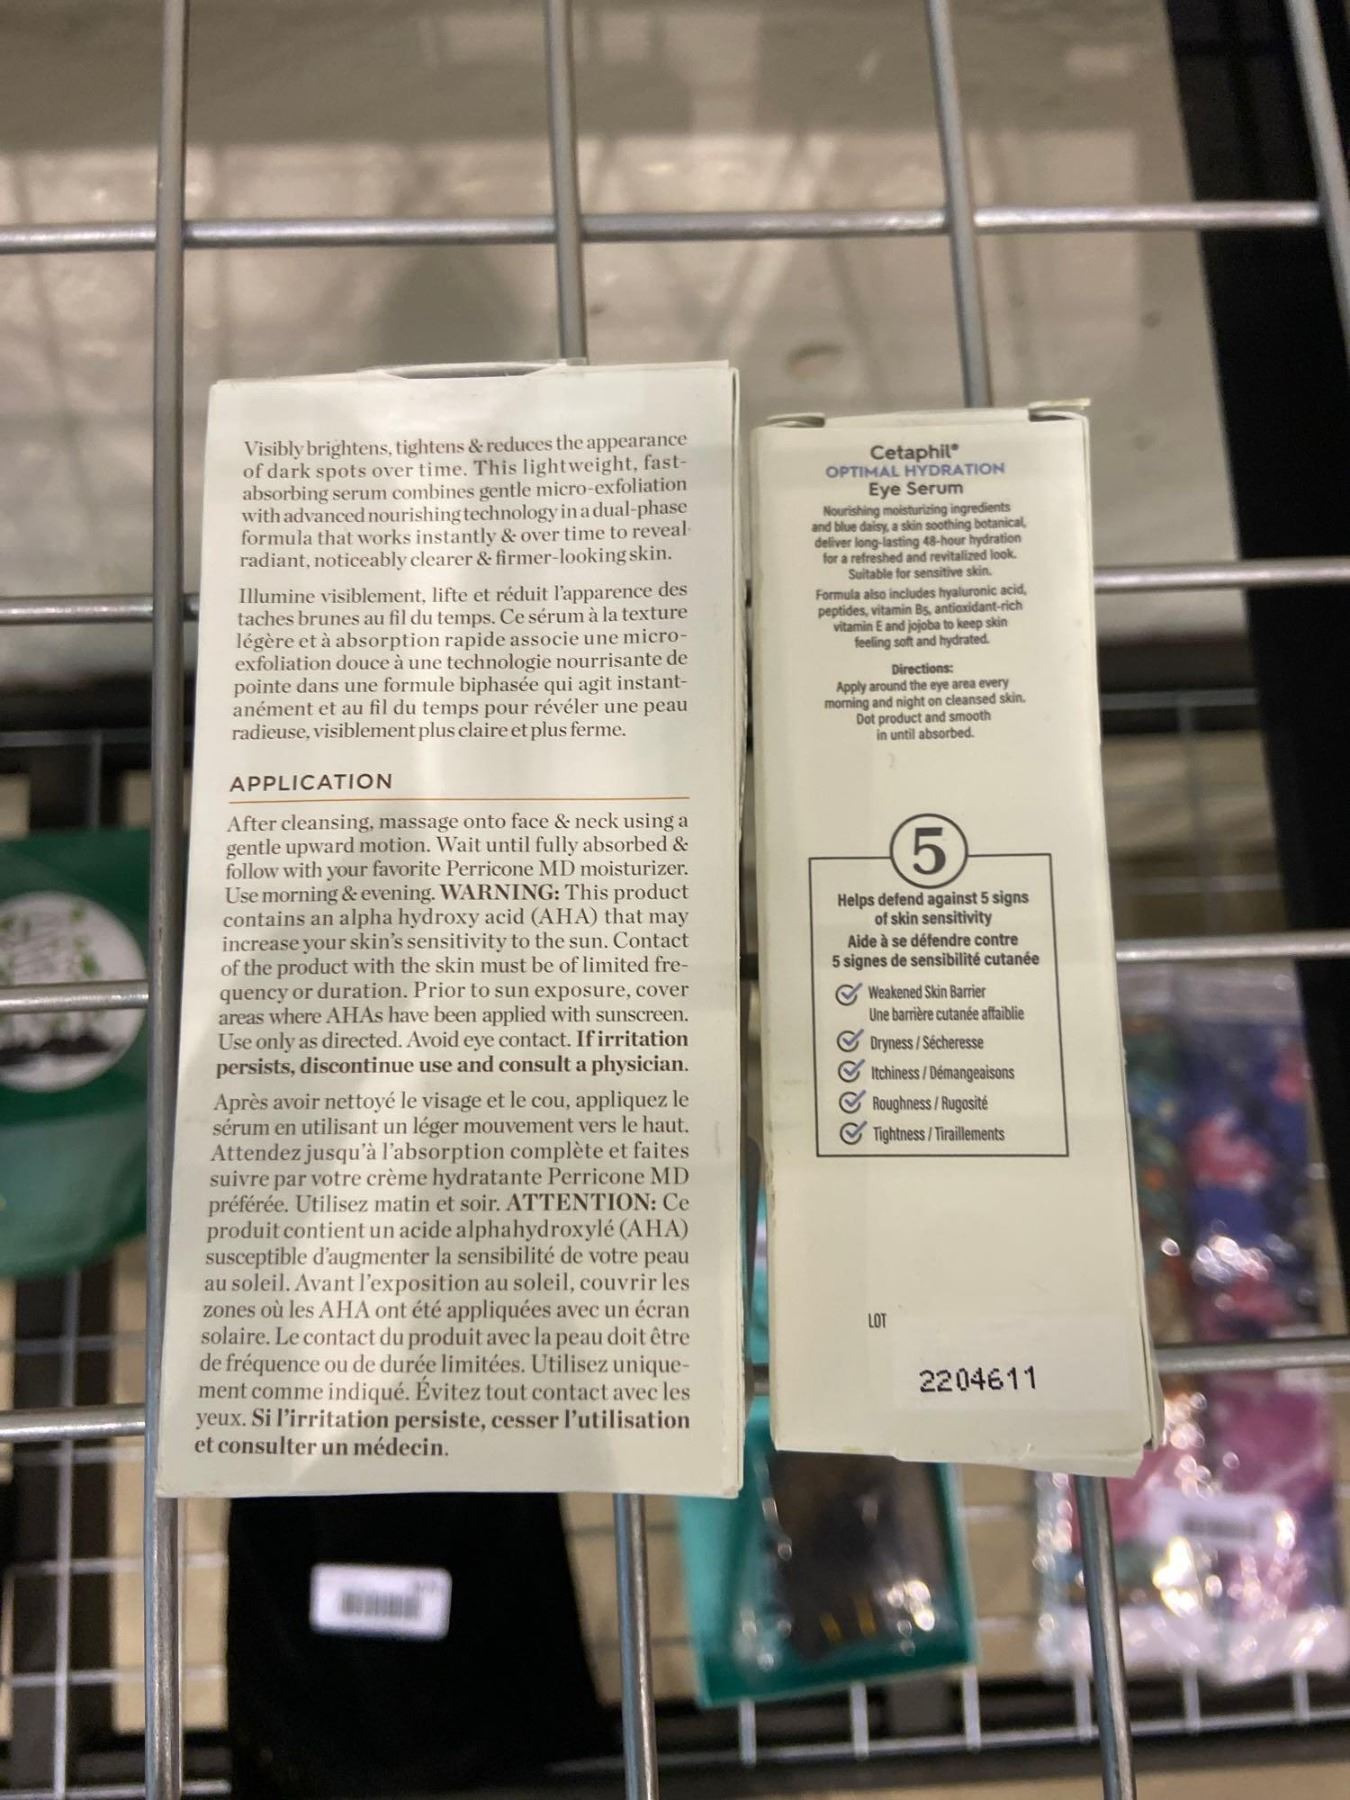 Visibly brightens, tightens & reduces the appearance
of dark spots over time. This lightweight, fast-
absorbing serum combines gentle micro-exfoliation
with advanced nourishing technology in a dual-phase
formula that works instantly & over time to reveal
radiant, noticeably clearer & firmer-looking skin.
Illumine visiblement, lifte et réduit l'apparence des
taches brunes au fil du temps. Ce sérum à la texture
légère et à absorption rapide associe une micro-
exfoliation douce à une technologie nourrisante de
pointe dans une formule biphasée qui agit instant-
anément et au fil du temps pour révéler une peau
radieuse, visiblement plus claire et plus ferme.
APPLICATION
After cleansing, massage onto face & neck using a
gentle upward motion. Wait until fully absorbed &
follow with your favorite Perricone MD moisturizer.
Use morning & evening. WARNING: This product
contains an alpha hydroxy acid (AHA) that may
increase your skin's sensitivity to the sun. Contact
of the product with the skin must be of limited fre-
quency or duration. Prior to sun exposure, cover
areas where AHAs have been applied with sunscreen.
Use only as directed. Avoid eye contact. If irritation
persists, discontinue use and consult a physician.
Après avoir nettoyé le visage et le cou, appliquez le
sérum en utilisant un léger mouvement vers le haut.
Attendez jusqu'à l'absorption complète et faites
suivre par votre crème hydratante Perricone MD
préférée. Utilisez matin et soir. ATTENTION: Ce
produit contient un acide alphahydroxylé (AHA)
susceptible d'augmenter la sensibilité de votre peau
au soleil. Avant l'exposition au soleil, couvrir les
zones où les AHA ont été appliquées avec un écran
solaire. Le contact du produit avec la peau doit être
de fréquence ou de durée limitées. Utilisez unique-
ment comme indiqué. Évitez tout contact avec les
yeux. Si l'irritation persiste, cesser l'utilisation
et consulter un médecin.
Cetaphil®
OPTIMAL HYDRATION
Eye Serum
Nourishing moisturizing ingredients
and blue daisy, a skin soothing botanical,
deliver long-lasting 48-hour hydration
for a refreshed and revitalized look.
Suitable for sensitive skin.
Formula also includes hyaluronic acid,
peptides, vitamin B5, antioxidant-rich
vitamin E and jojoba to keep skin
feeling soft and hydrated.
Directions:
Apply around the eye area every
morning and night on cleansed skin.
Dot product and smooth
in until absorbed.
5
Helps defend against 5 signs
of skin sensitivity
Aide à se défendre contre
5 signes de sensibilité cutanée
Weakened Skin Barrier
Une barrière cutanée affaiblie
Dryness / Sécheresse
Itchiness / Démangeaisons
Roughness / Rugosité
Tightness / Tiraillements
LOT
2204611